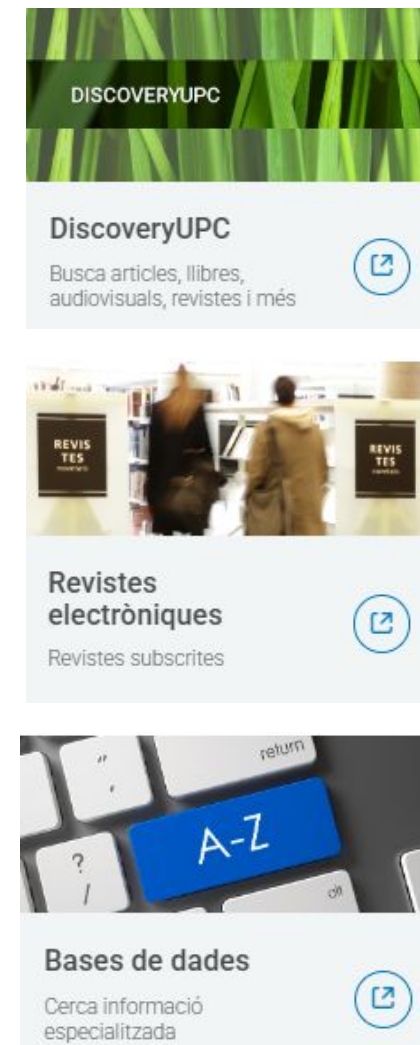 DISCOVERYUPC
DiscoveryUPC
Busca articles, llibres,
audiovisuals, revistes i més
REVIS
TES
REVIS
TES
Revistes
electròniques
Revistes subscrites
return
"
,
A-Z
?
/
alt
Bases de dades
Cerca informació
especialitzada